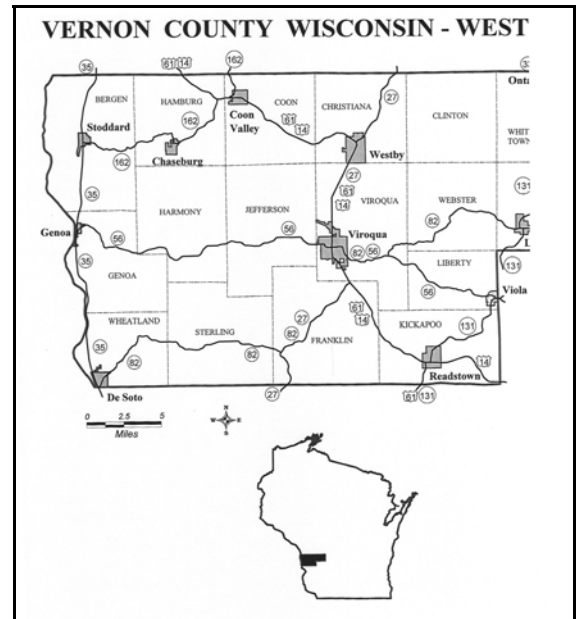 VERNON COUNTY WISCONSIN - WEST
35
61
14
162
27
Onta
BERGEN
HAMBURG
COON
CHRISTIANA
CLINTON
Stoddard
162
Coon
Valley
61
14
WHIT
TOWN
162
Chaseburg
Westby
27
35
61
14
VIROQUA
WEBSTER
131
HARMONY
JEFFERSON
82
Genoa
56
56
Viroqua
82
56
L
35
LIBERTY
131
GENOA
56
Viola
WHEATLAND
STERLING
27
82
61
14
KICKAPOO
131
35
82
82
FRANKLIN
14
De Soto
27
61
131
Readstown
0 2.5 5
Miles
N
W E
S